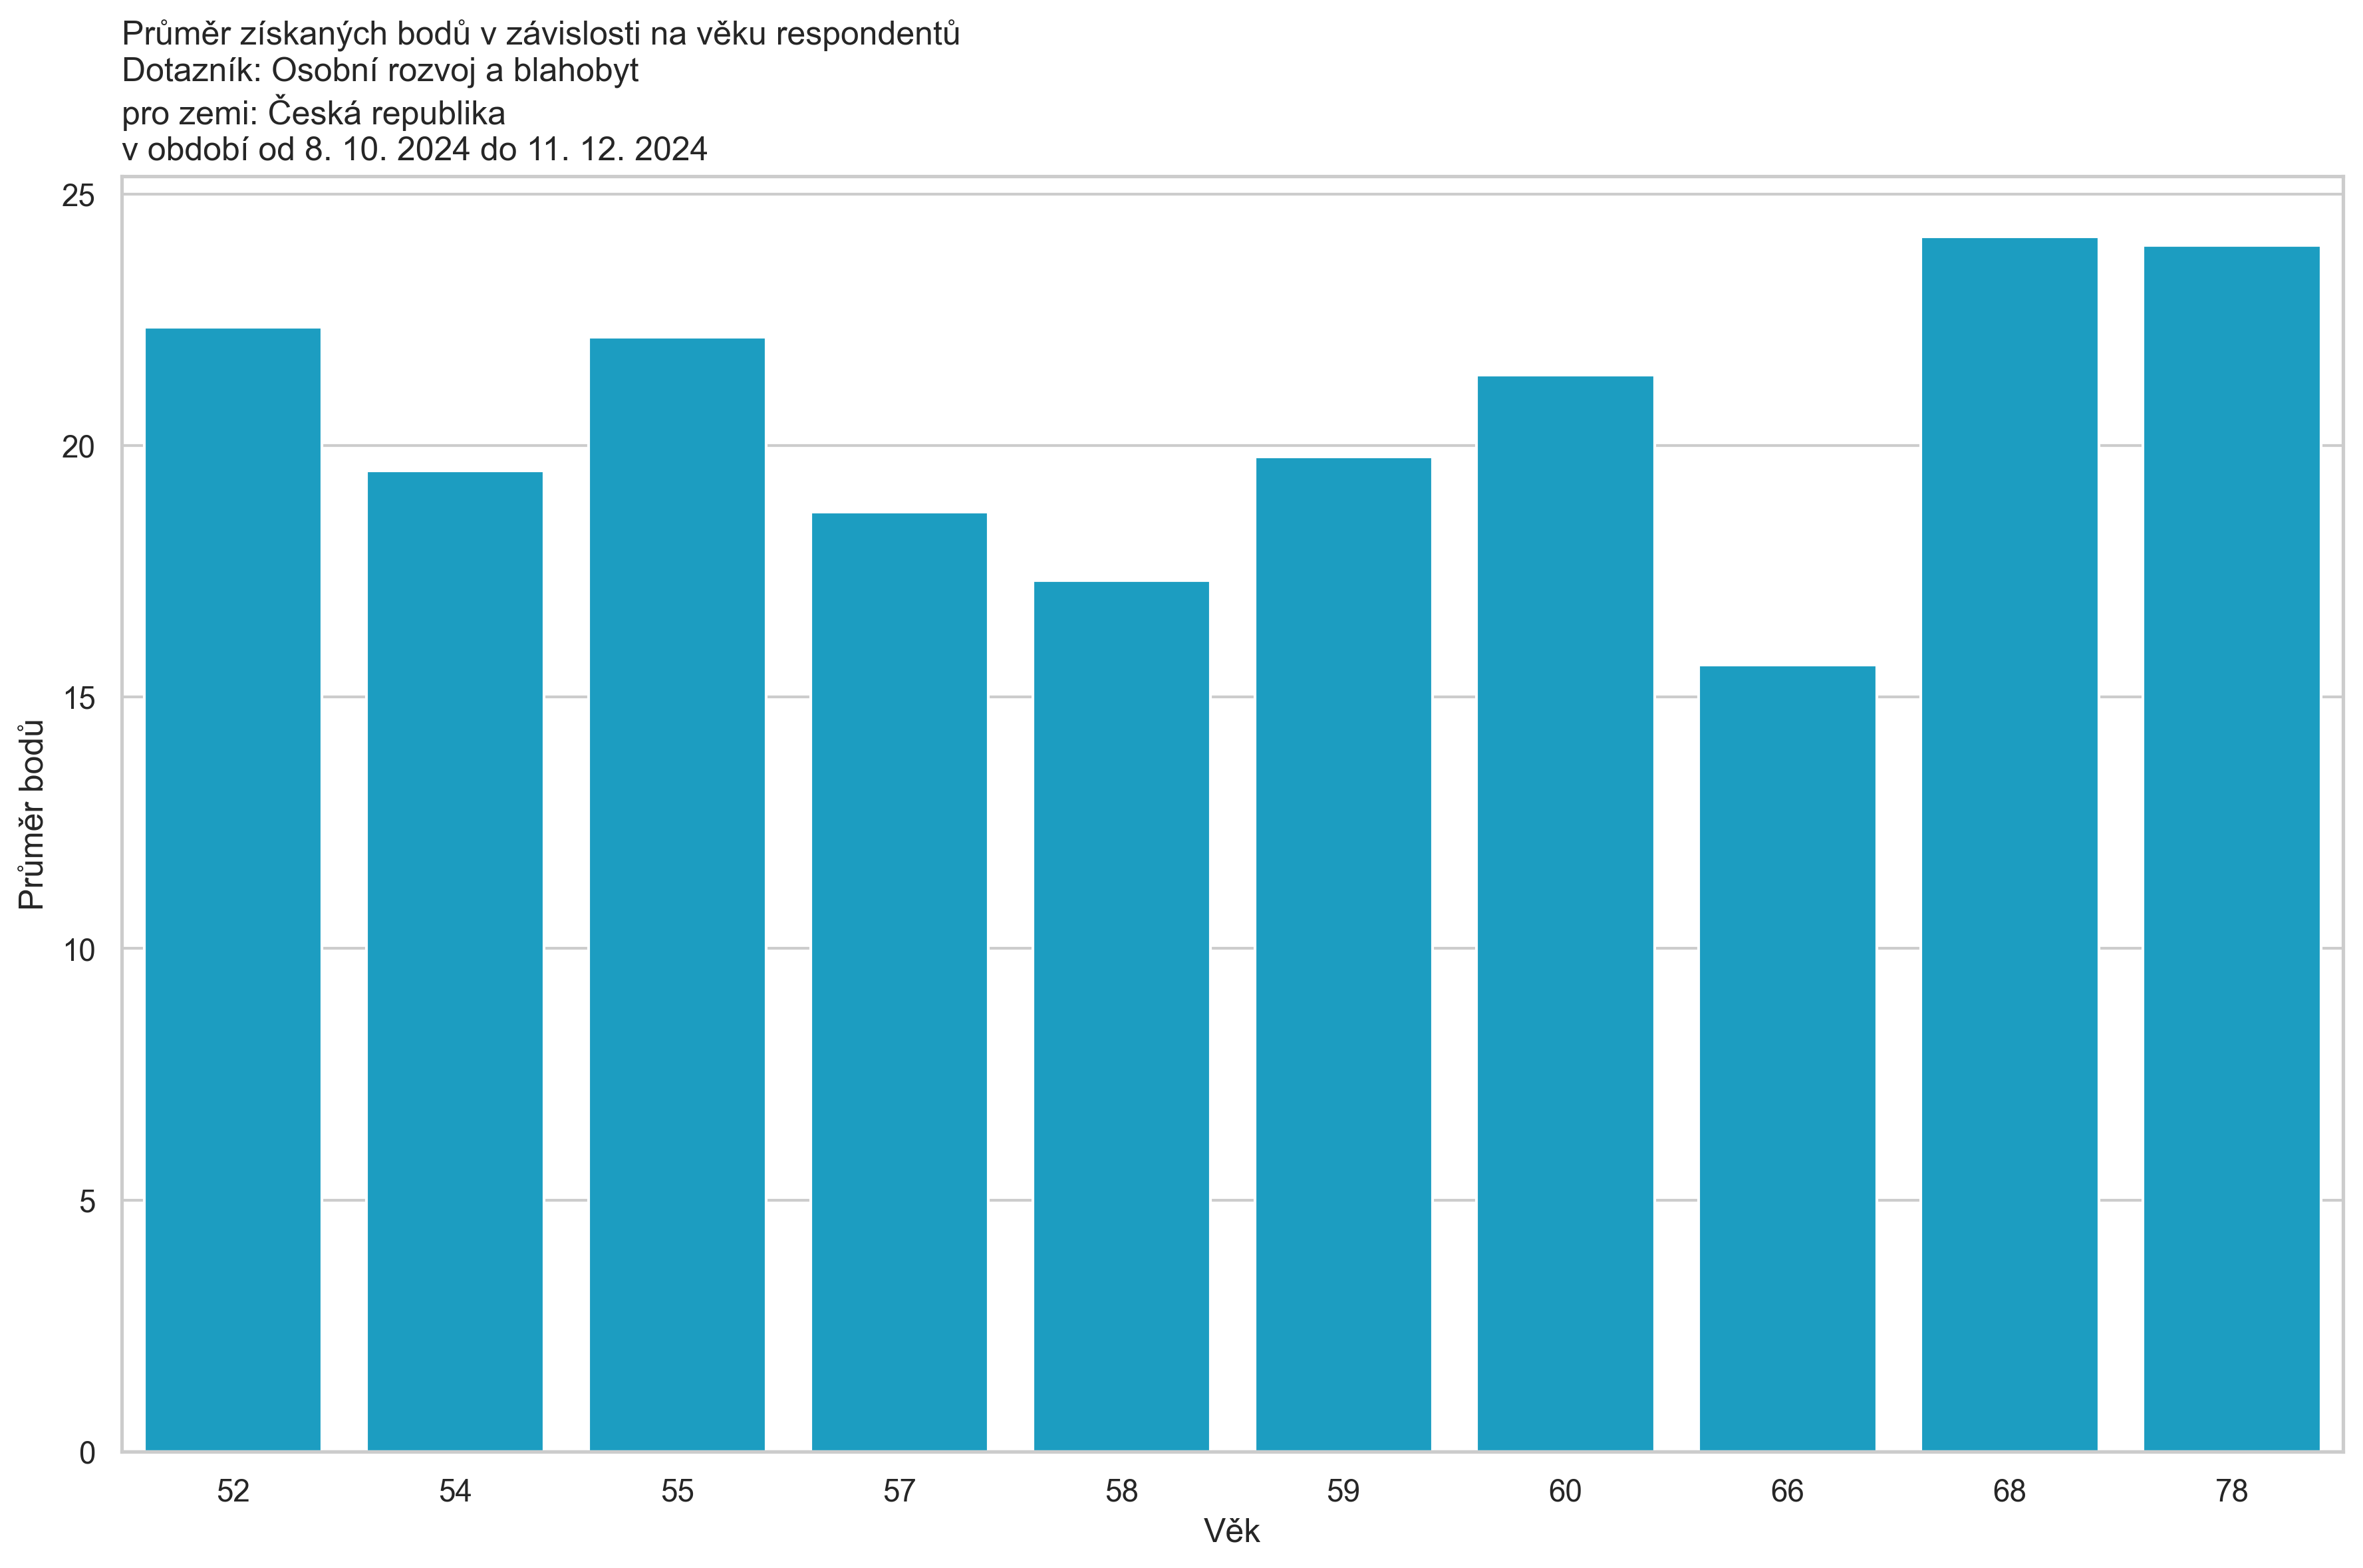 Průměr získaných bodů v závislosti na věku respondentů
Dotazník: Osobní rozvoj a blahobyt
pro zemi: Česká republika
v období od 8. 10. 2024 do 11. 12. 2024
25
20
15
10
5
0
Průměr bodů
52 54 55 57 58 59 60 66 68 78
Věk